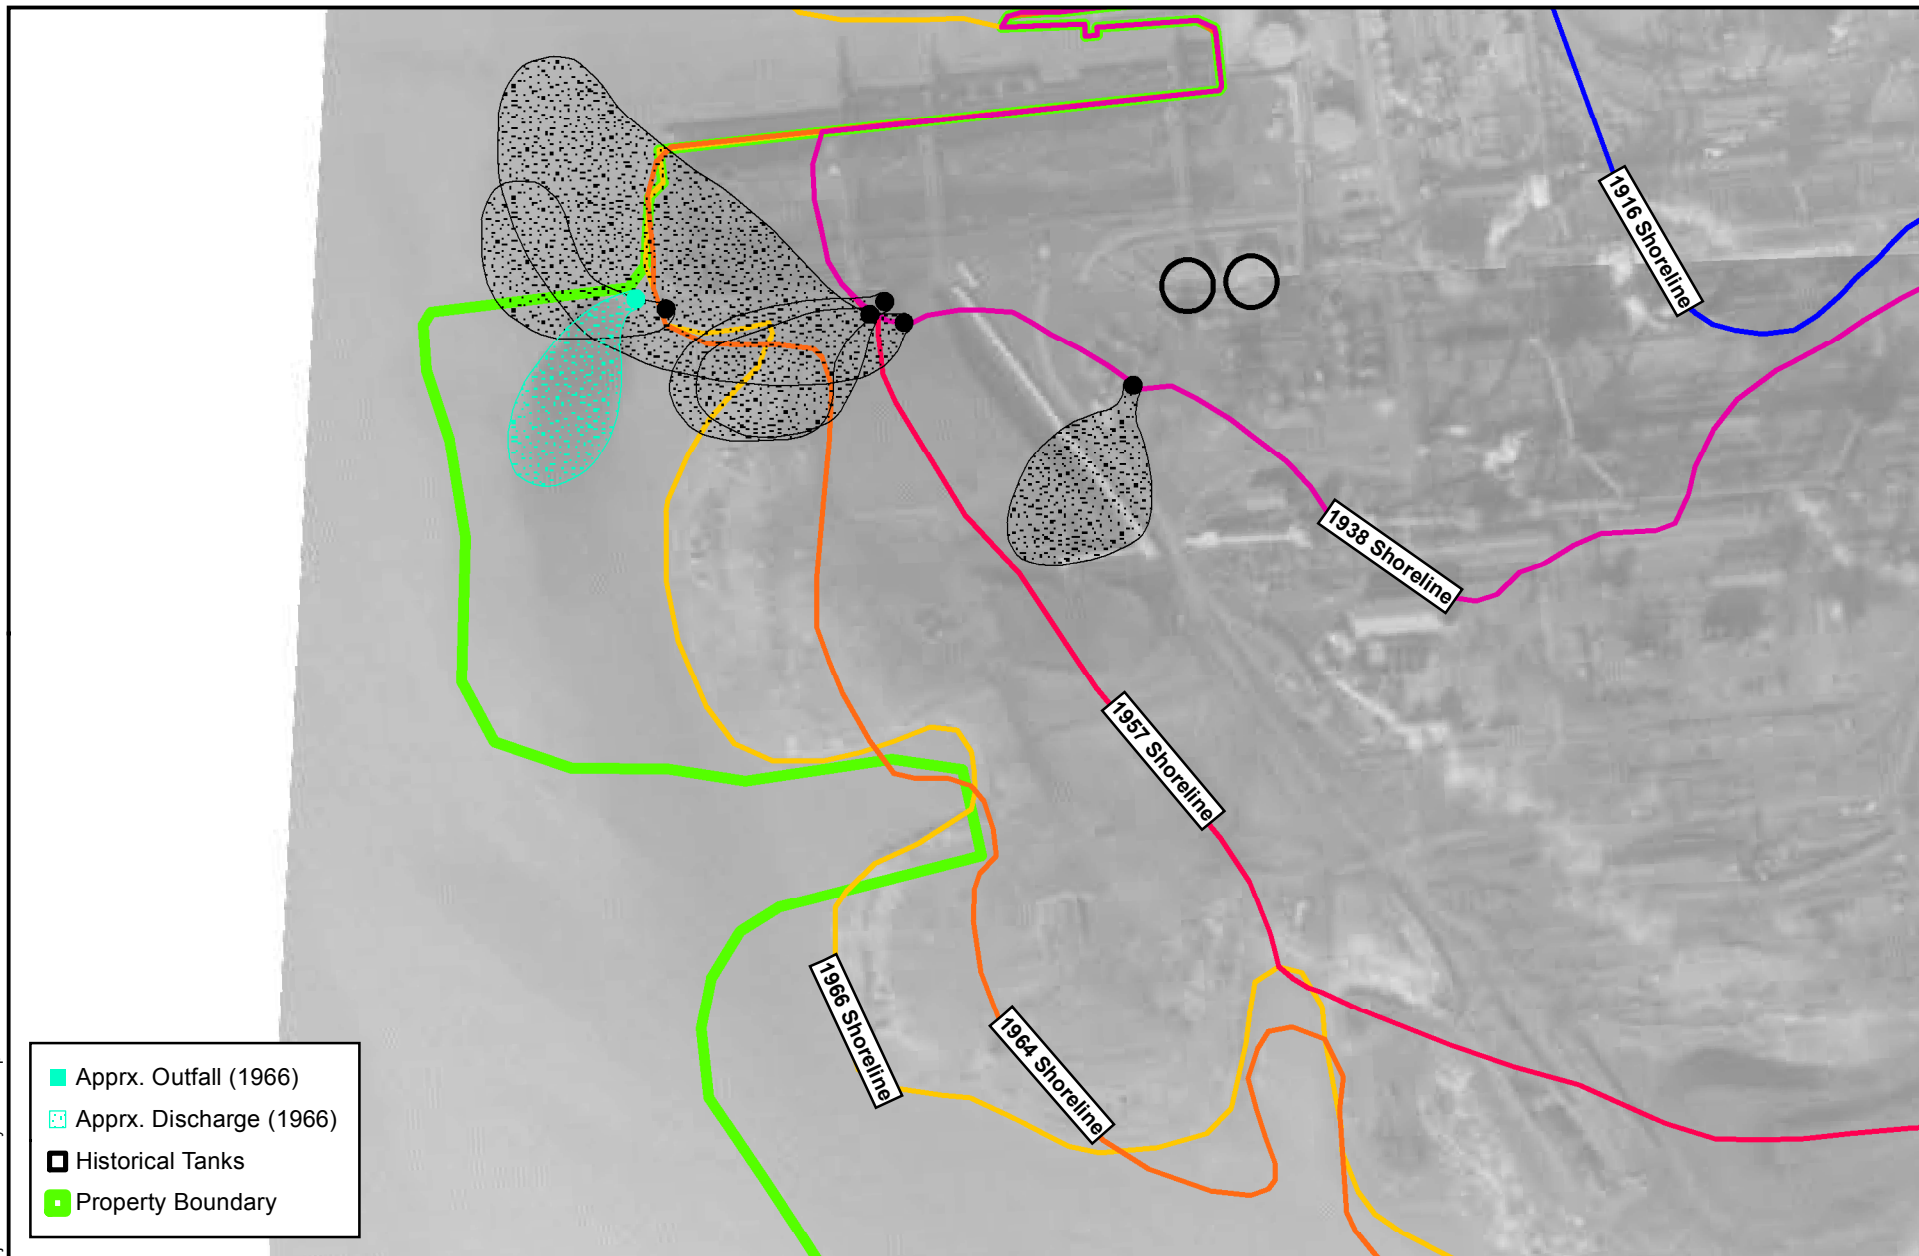 1916 Shoreline
1938 Shoreline
1957 Shoreline
1966 Shoreline
1964 Shoreline
Apprx. Outfall (1966)
Apprx. Discharge (1966)
Historical Tanks
Property Boundary